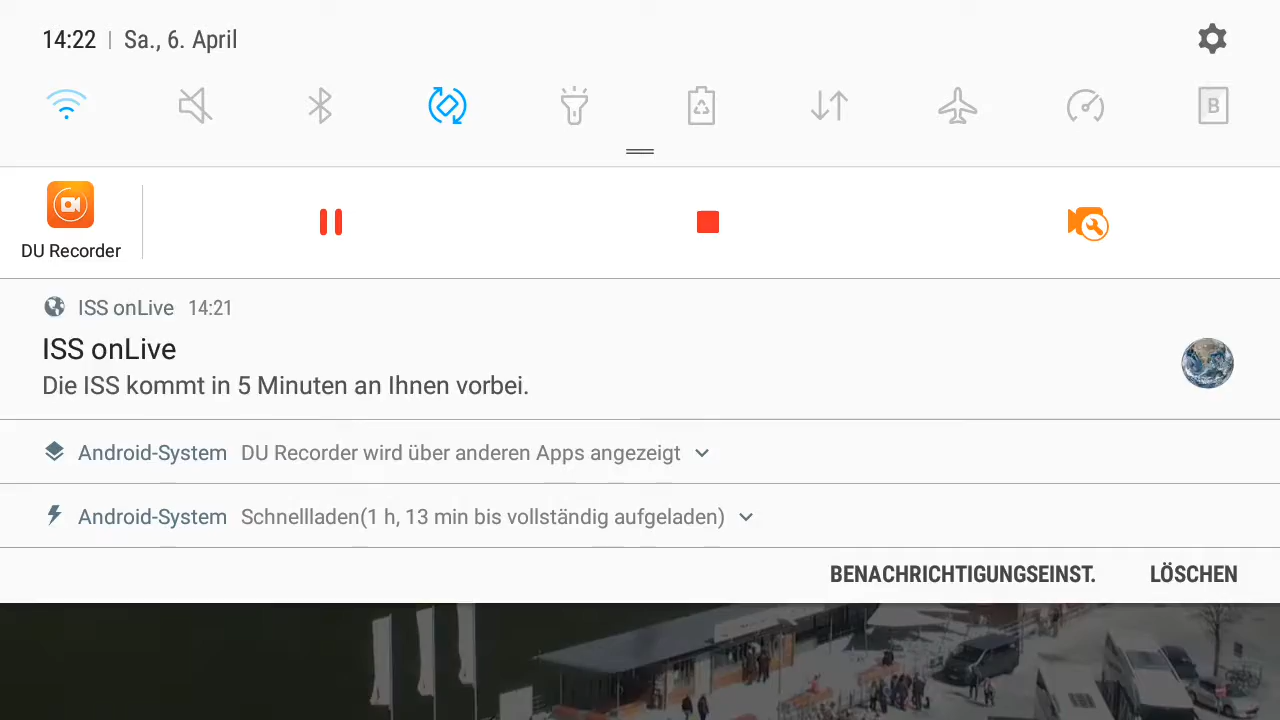 14:22 | Sa., 6. April
B
DU Recorder
ISS onLive 14:21
ISS onLive
Die ISS kommt in 5 Minuten an Ihnen vorbei.
Android-System DU Recorder wird über anderen Apps angezeigt
Android-System Schnellladen(1 h, 13 min bis vollständig aufgeladen)
BENACHRICHTIGUNGSEINST. LÖSCHEN